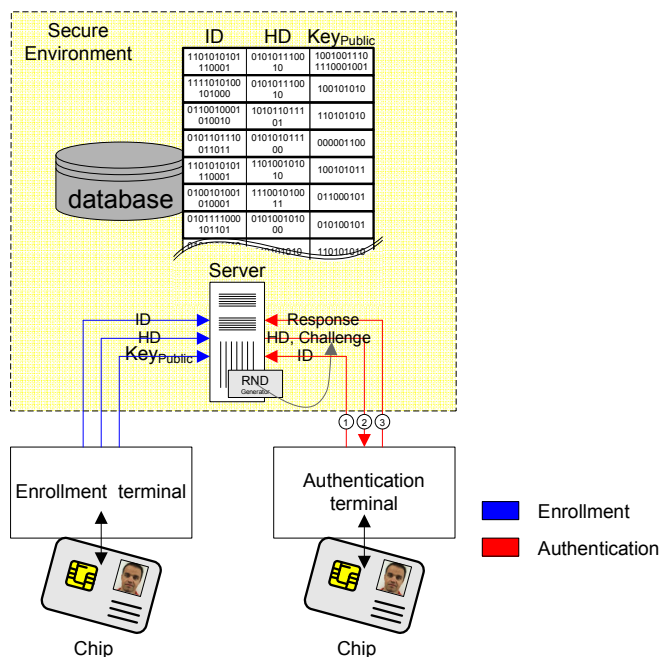 Secure
Environment
ID HD KeyPublic
1101010101
110001
0101011100
10
1001001110
1110001001
1111010100
101000
0101011100
10
100101010
0110010001
010010
1010110111
01
110101010
0101101110
011011
0101010111
00
000001100
1101010101
110001
1101001010
10
100101011
0100101001
010001
1110010100
11
011000101
0101111000
101101
0101001010
00
010100101
110101010
database
Server
ID
HD
KeyPublic
Response
HD, Challenge
ID
RND
Generator
1 2 3
Enrollment terminal
Authentication
terminal
Enrollment
Authentication
Chip
Chip